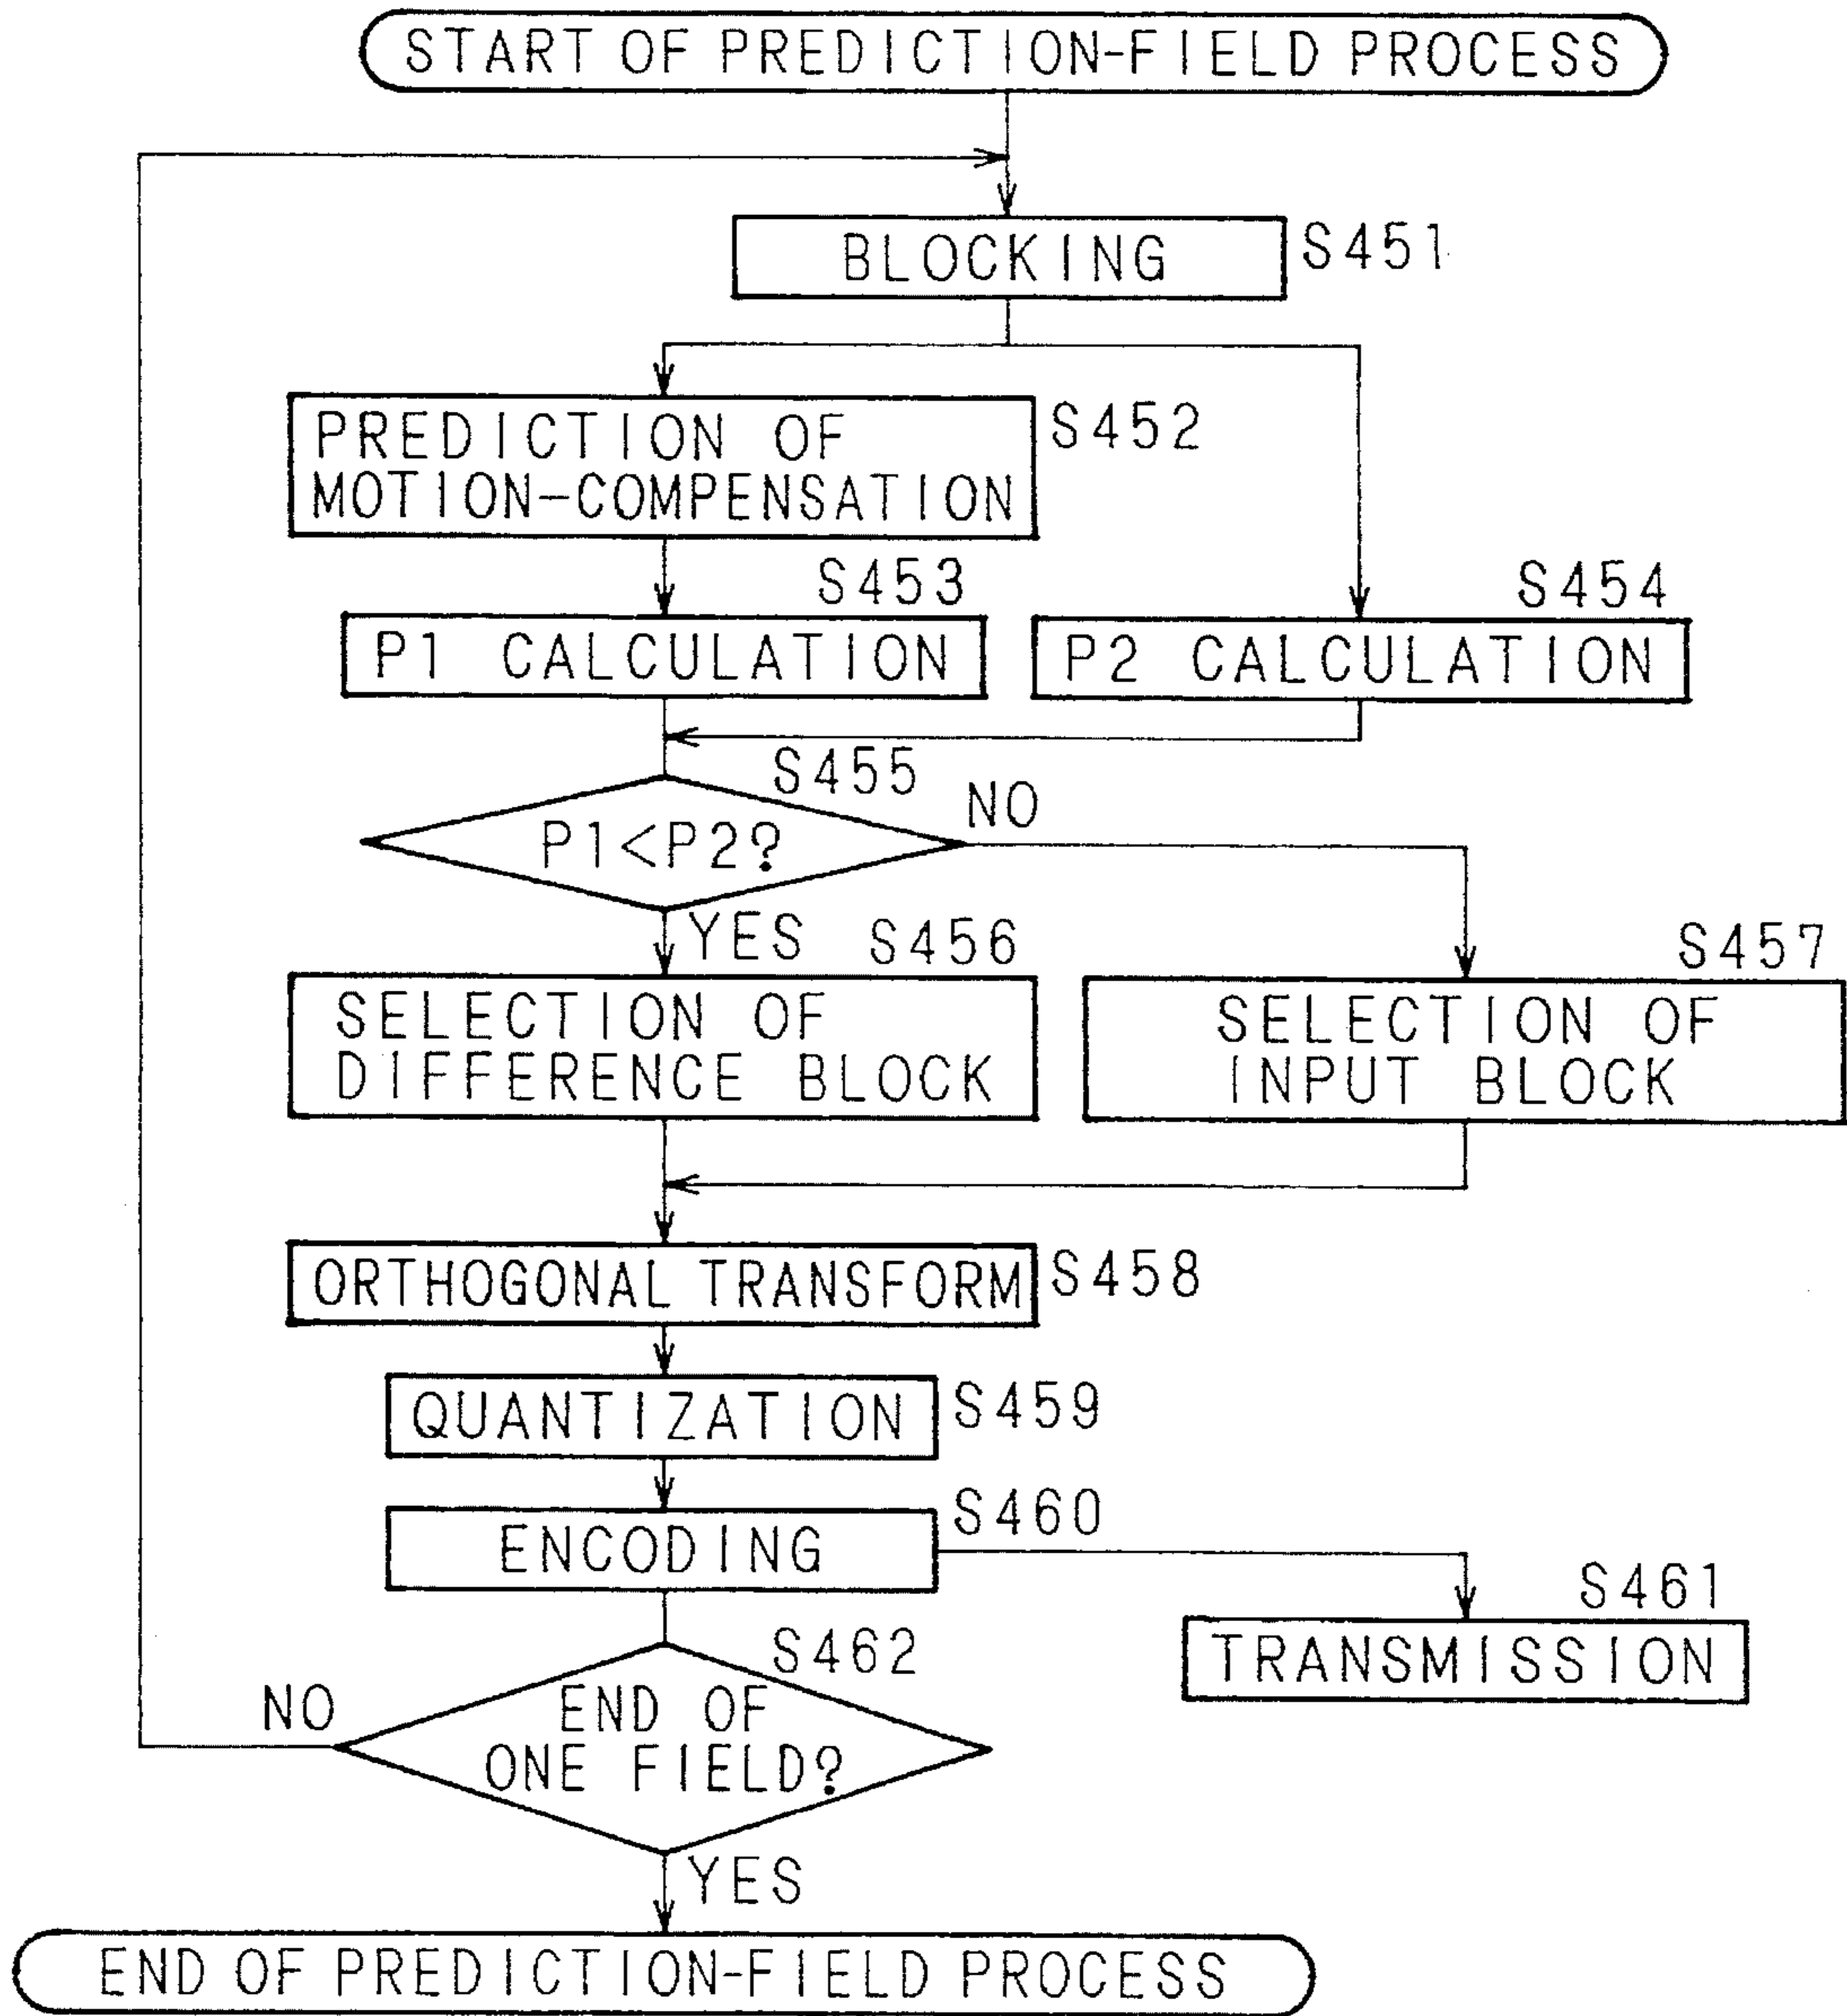 START OF PREDICTION-FIELD PROCESS
BLOCKING
S451
PREDICTION OF
MOTION-COMPENSATION
S452
S453
P1 CALCULATION
S454
P2 CALCULATION
S455
P1<P2?
NO
YES
S456
SELECTION OF
DIFFERENCE BLOCK
S457
SELECTION OF
INPUT BLOCK
ORTHOGONAL TRANSFORM
S458
QUANTIZATION
S459
ENCODING
S460
S461
TRANSMISSION
S462
END OF
ONE FIELD?
NO
YES
END OF PREDICTION-FIELD PROCESS